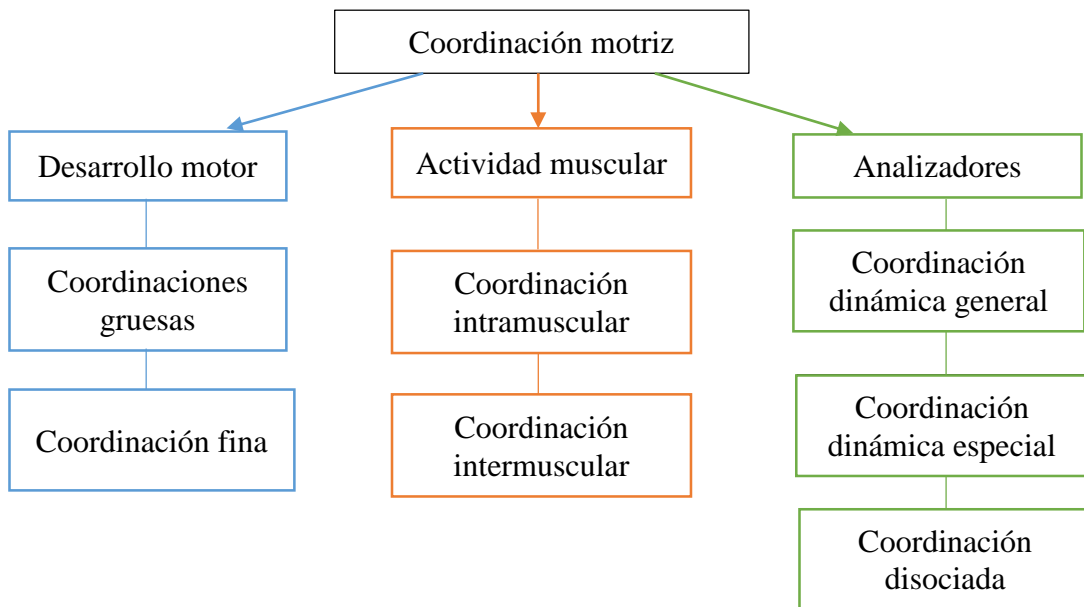 Coordinación motriz
Desarrollo motor
Coordinaciones
gruesas
Coordinación fina
Actividad muscular
Coordinación
intramuscular
Coordinación
intermuscular
Analizadores
Coordinación
dinámica general
Coordinación
dinámica especial
Coordinación
disociada